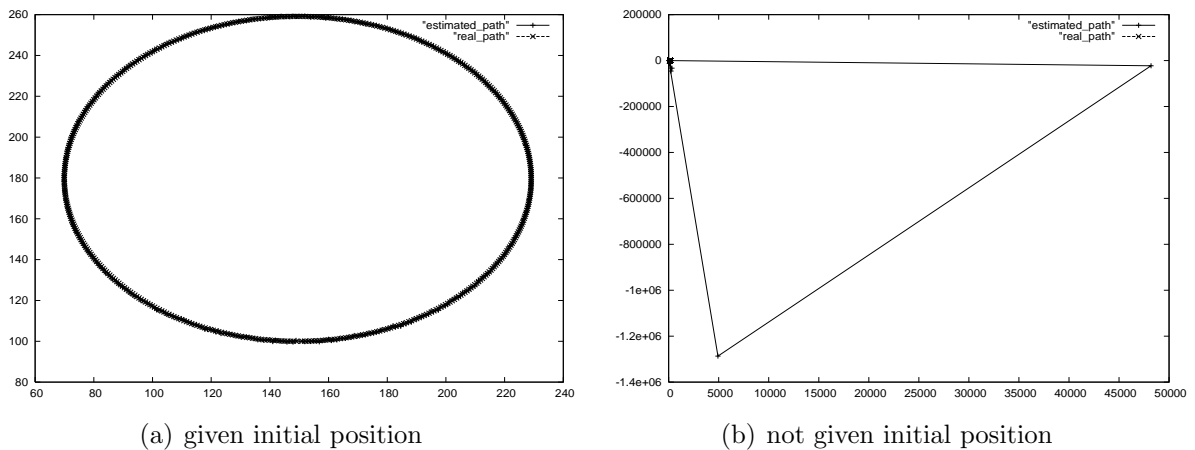 260
240
220
200
180
160
140
120
100
80
60 80 100 120 140 160 180 200 220 240
"estimated_path"
"real_path"
(a) given initial position
200000
0
-200000
-400000
-600000
-800000
-1e+06
-1.2e+06
-1.4e+06
0 5000 10000 15000 20000 25000 30000 35000 40000 45000 50000
"estimated_path"
"real_path"
(b) not given initial position